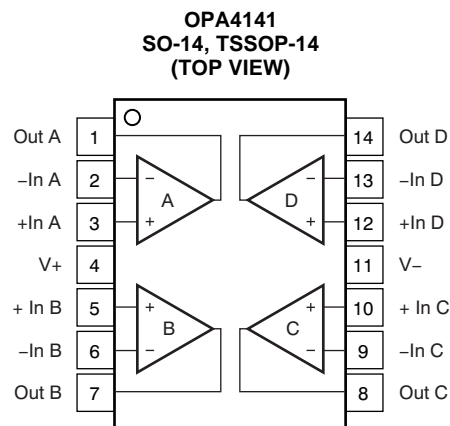 OPA4141
SO-14, TSSOP-14
(TOP VIEW)
Out A 1 14 Out D
−In A 2 − A D − 13 −In D
+In A 3 + + 12 +In D
V+ 4 11 V−
+ In B 5 + B C + 10 + In C
−In B 6 − − 9 −In C
Out B 7 8 Out C